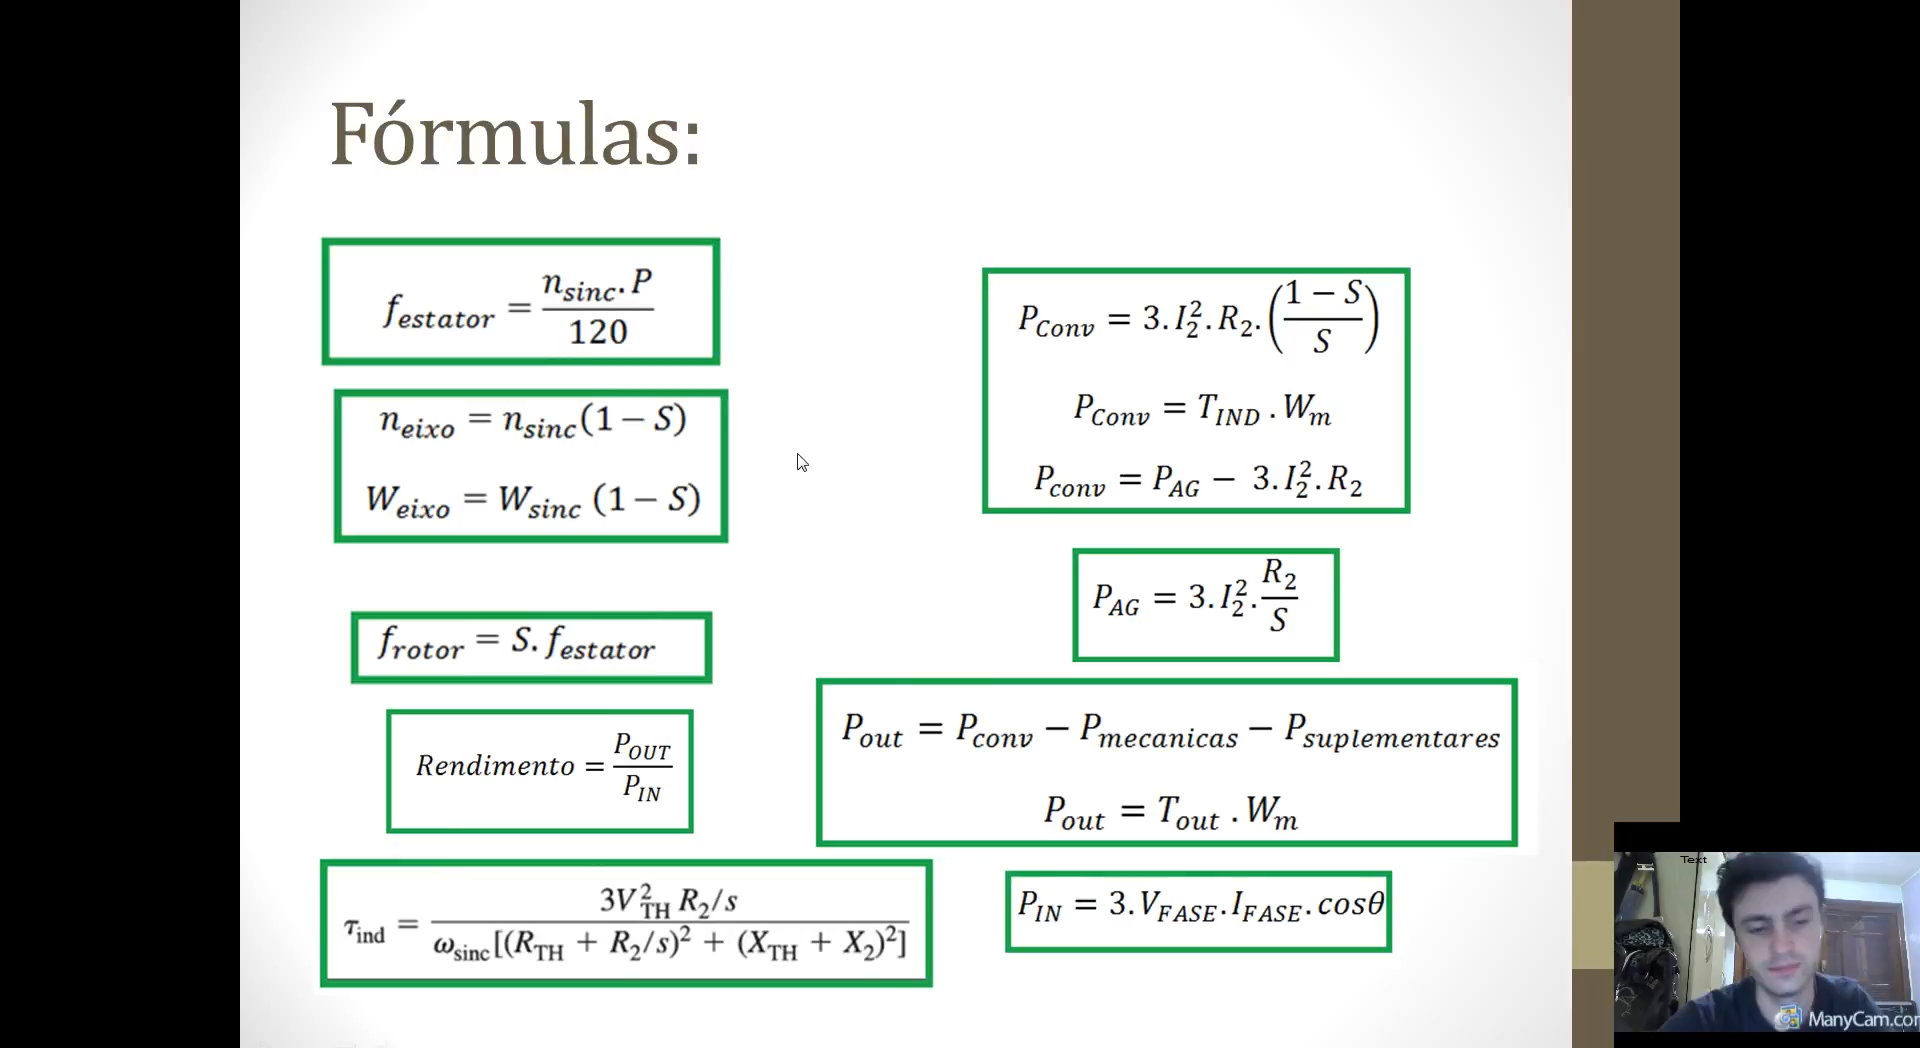 Fórmulas:
f_estator = n_sinc . P / 120
n_eixo = n_sinc(1 − S)
W_eixo = W_sinc (1 − S)
f_rotor = S. f_estator
Rendimento = P_OUT / P_IN
τ_ind = 3V²_TH R₂/s / ω_sinc[(R_TH + R₂/s)² + (X_TH + X₂)²]
P_Conv = 3. I₂² . R₂. ((1 − S) / S)
P_Conv = T_IND . W_m
P_conv = P_AG − 3. I₂² . R₂
P_AG = 3. I₂² . R₂ / S
P_out = P_conv − P_mecanicas − P_suplementares
P_out = T_out . W_m
P_IN = 3. V_FASE . I_FASE . cosθ
Text
ManyCam.com